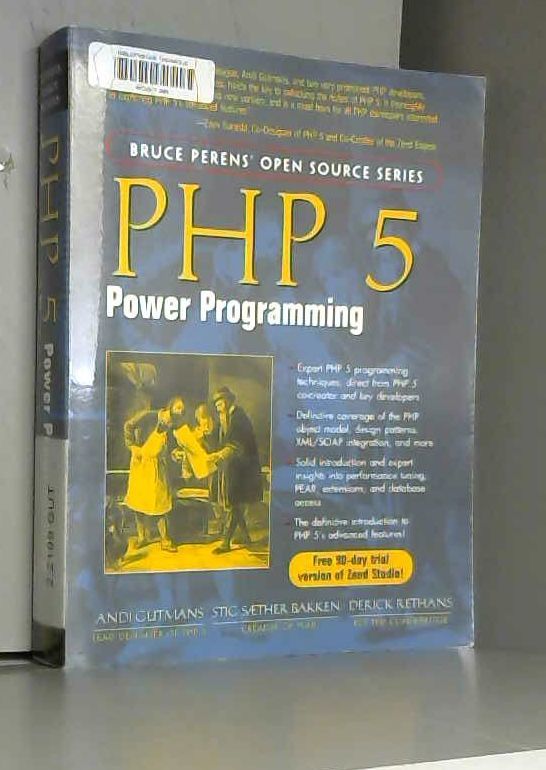 BRUCE PERENS' OPEN SOURCE SERIES
PHP 5
Power Programming
Expert PHP 5 programming
techniques, direct from PHP 5
co-creator and key developers
Definitive coverage of the PHP
object model, design patterns,
XML/SOAP integration, and more
Solid introduction and expert
insights into performance tuning,
PEAR, extensions, and database
access
The definitive introduction to
PHP 5's advanced features!
Free 90-day trial
version of Zend Studio!
ANDI GUTMANS STIG SÆTHER BAKKEN DERICK RETHANS
PHP 5 Power P
2.2199 GUT